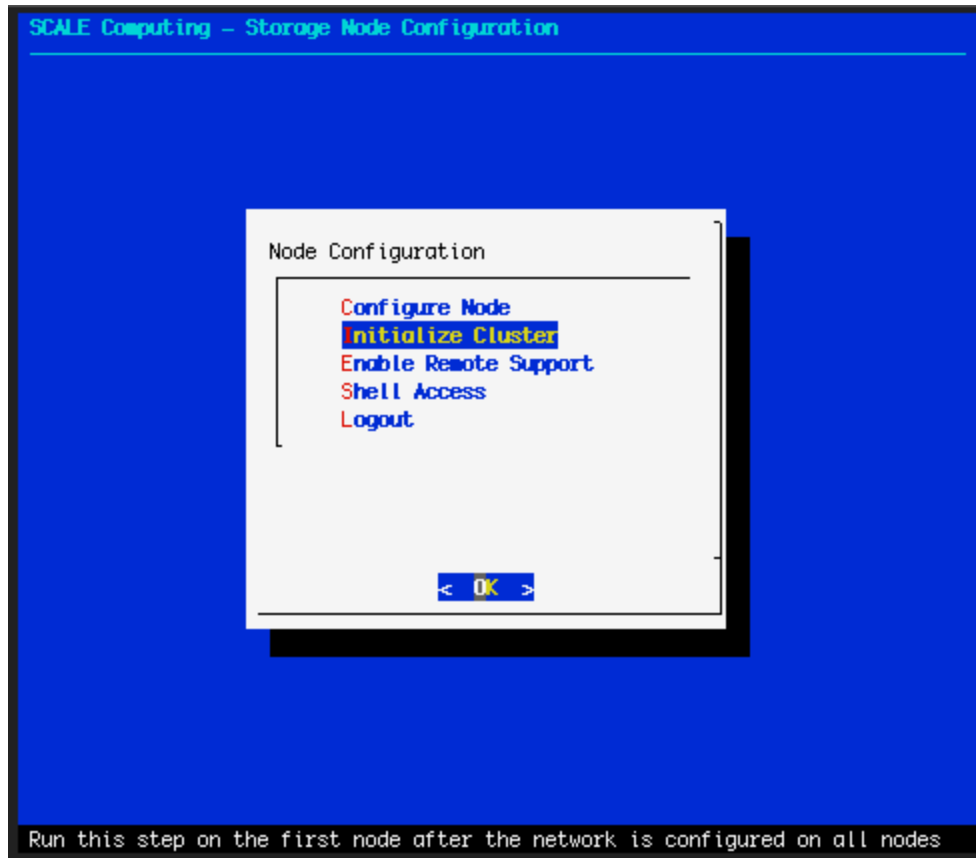 SCALE Computing – Storage Node Configuration
Node Configuration
Configure Node
Initialize Cluster
Enable Remote Support
Shell Access
Logout
< OK >
Run this step on the first node after the network is configured on all nodes